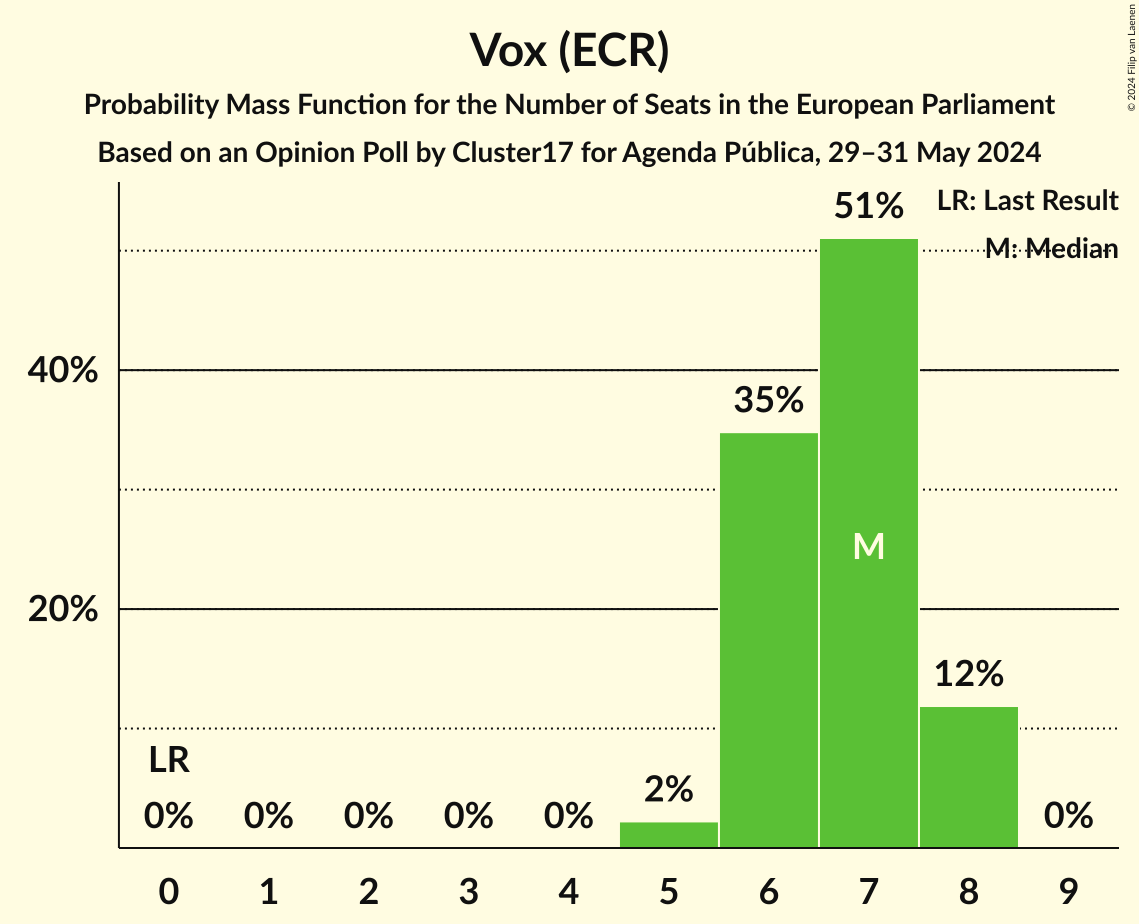 Vox (ECR)
Probability Mass Function for the Number of Seats in the European Parliament
Based on an Opinion Poll by Cluster17 for Agenda Pública, 29–31 May 2024
© 2024 Filip van Laenen
LR: Last Result
M: Median
51%
40%
35%
M
20%
12%
LR
2%
0% 0% 0% 0% 0% 0%
0 1 2 3 4 5 6 7 8 9